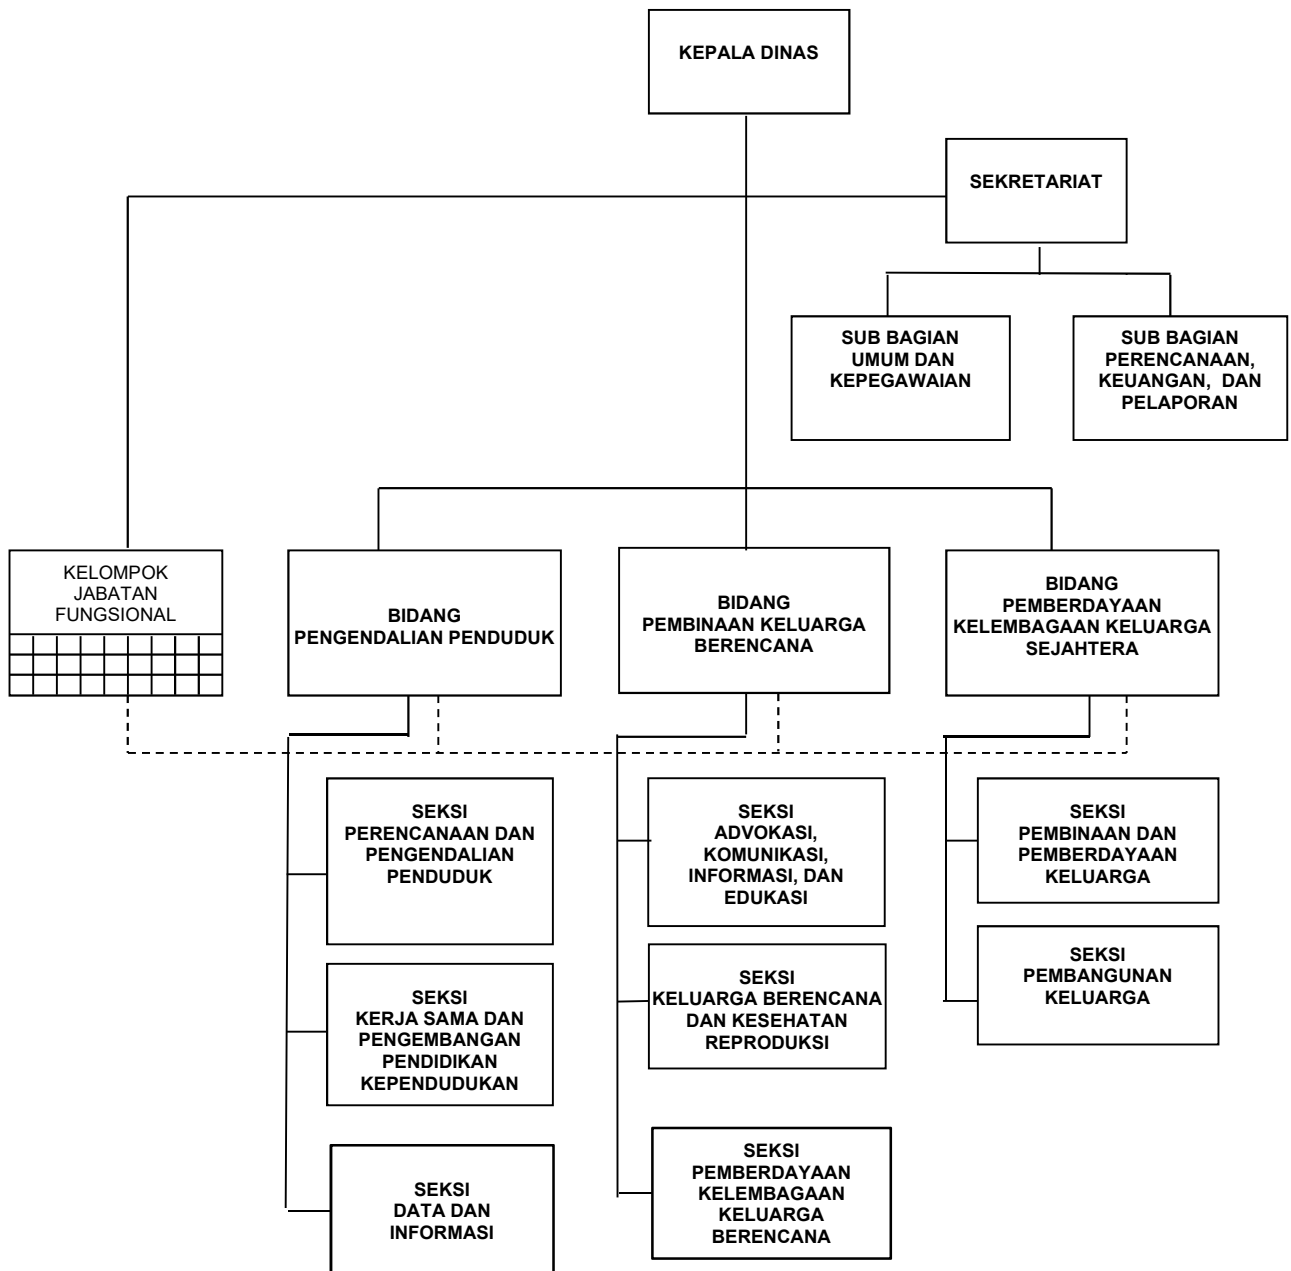 KEPALA DINAS
SEKRETARIAT
SUB BAGIAN
UMUM DAN
KEPEGAWAIAN
SUB BAGIAN
PERENCANAAN,
KEUANGAN, DAN
PELAPORAN
KELOMPOK
JABATAN
FUNGSIONAL
BIDANG
PENGENDALIAN PENDUDUK
BIDANG
PEMBINAAN KELUARGA
BERENCANA
BIDANG
PEMBERDAYAAN
KELEMBAGAAN KELUARGA
SEJAHTERA
SEKSI
PERENCANAAN DAN
PENGENDALIAN
PENDUDUK
SEKSI
ADVOKASI,
KOMUNIKASI,
INFORMASI, DAN
EDUKASI
SEKSI
PEMBINAAN DAN
PEMBERDAYAAN
KELUARGA
SEKSI
KERJA SAMA DAN
PENGEMBANGAN
PENDIDIKAN
KEPENDUDUKAN
SEKSI
KELUARGA BERENCANA
DAN KESEHATAN
REPRODUKSI
SEKSI
PEMBANGUNAN
KELUARGA
SEKSI
DATA DAN
INFORMASI
SEKSI
PEMBERDAYAAN
KELEMBAGAAN
KELUARGA
BERENCANA